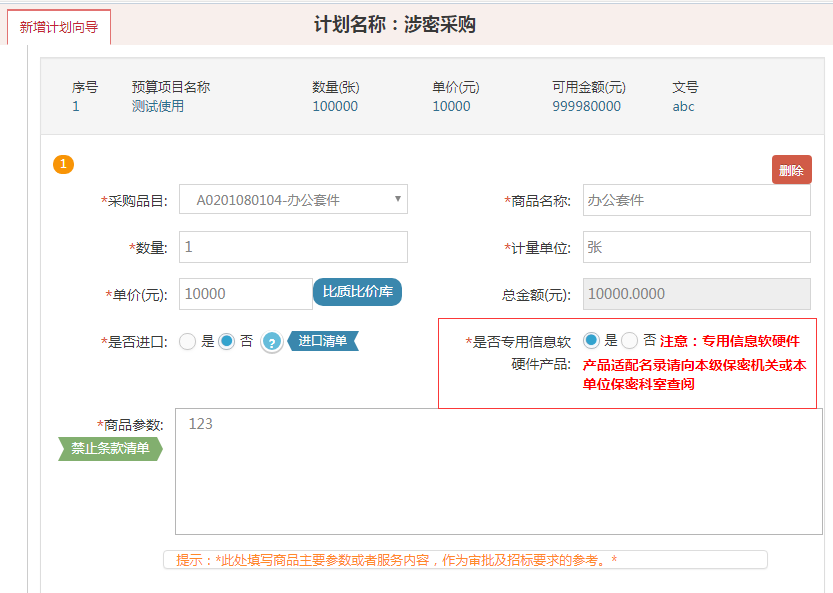 新增计划向导
计划名称：涉密采购
序号 预算项目名称 数量(张) 单价(元) 可用金额(元) 文号
1 测试使用 100000 10000 999980000 abc
1
删除
*采购品目: A0201080104-办公套件 *商品名称: 办公套件
*数量: 1 *计量单位: 张
*单价(元): 10000 比质比价库 总金额(元): 10000.0000
*是否进口: 是 否 ? 进口清单 *是否专用信息软 是 否 注意：专用信息软硬件
硬件产品: 产品适配名录请向本级保密机关或本
单位保密科室查阅
*商品参数: 123
禁止条款清单
提示：*此处填写商品主要参数或者服务内容，作为审批及招标要求的参考。*